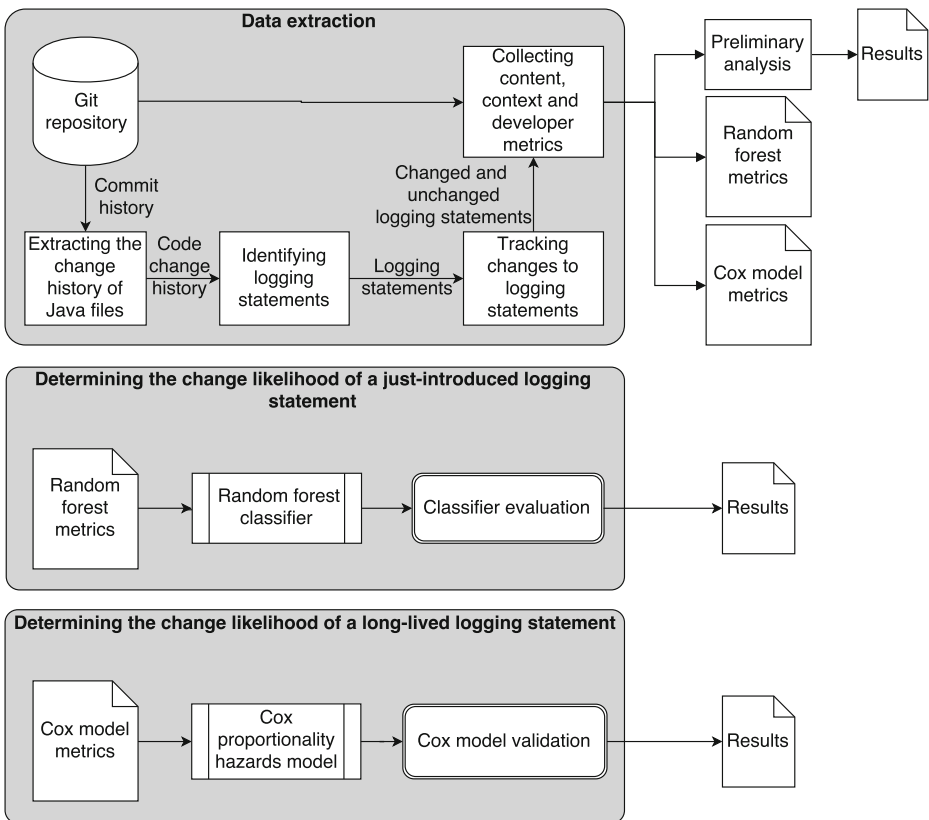 Data extraction
Git
repository
Collecting
content,
context and
developer
metrics
Preliminary
analysis
Results
Random
forest
metrics
Cox model
metrics
Commit
history
Changed and
unchanged
logging statements
Extracting the
change
history of
Java files
Code
change
history
Identifying
logging
statements
Logging
statements
Tracking
changes to
logging
statements
Determining the change likelihood of a just-introduced logging
statement
Random
forest
metrics
Random forest
classifier
Classifier evaluation
Results
Determining the change likelihood of a long-lived logging statement
Cox model
metrics
Cox
proportionality
hazards model
Cox model validation
Results